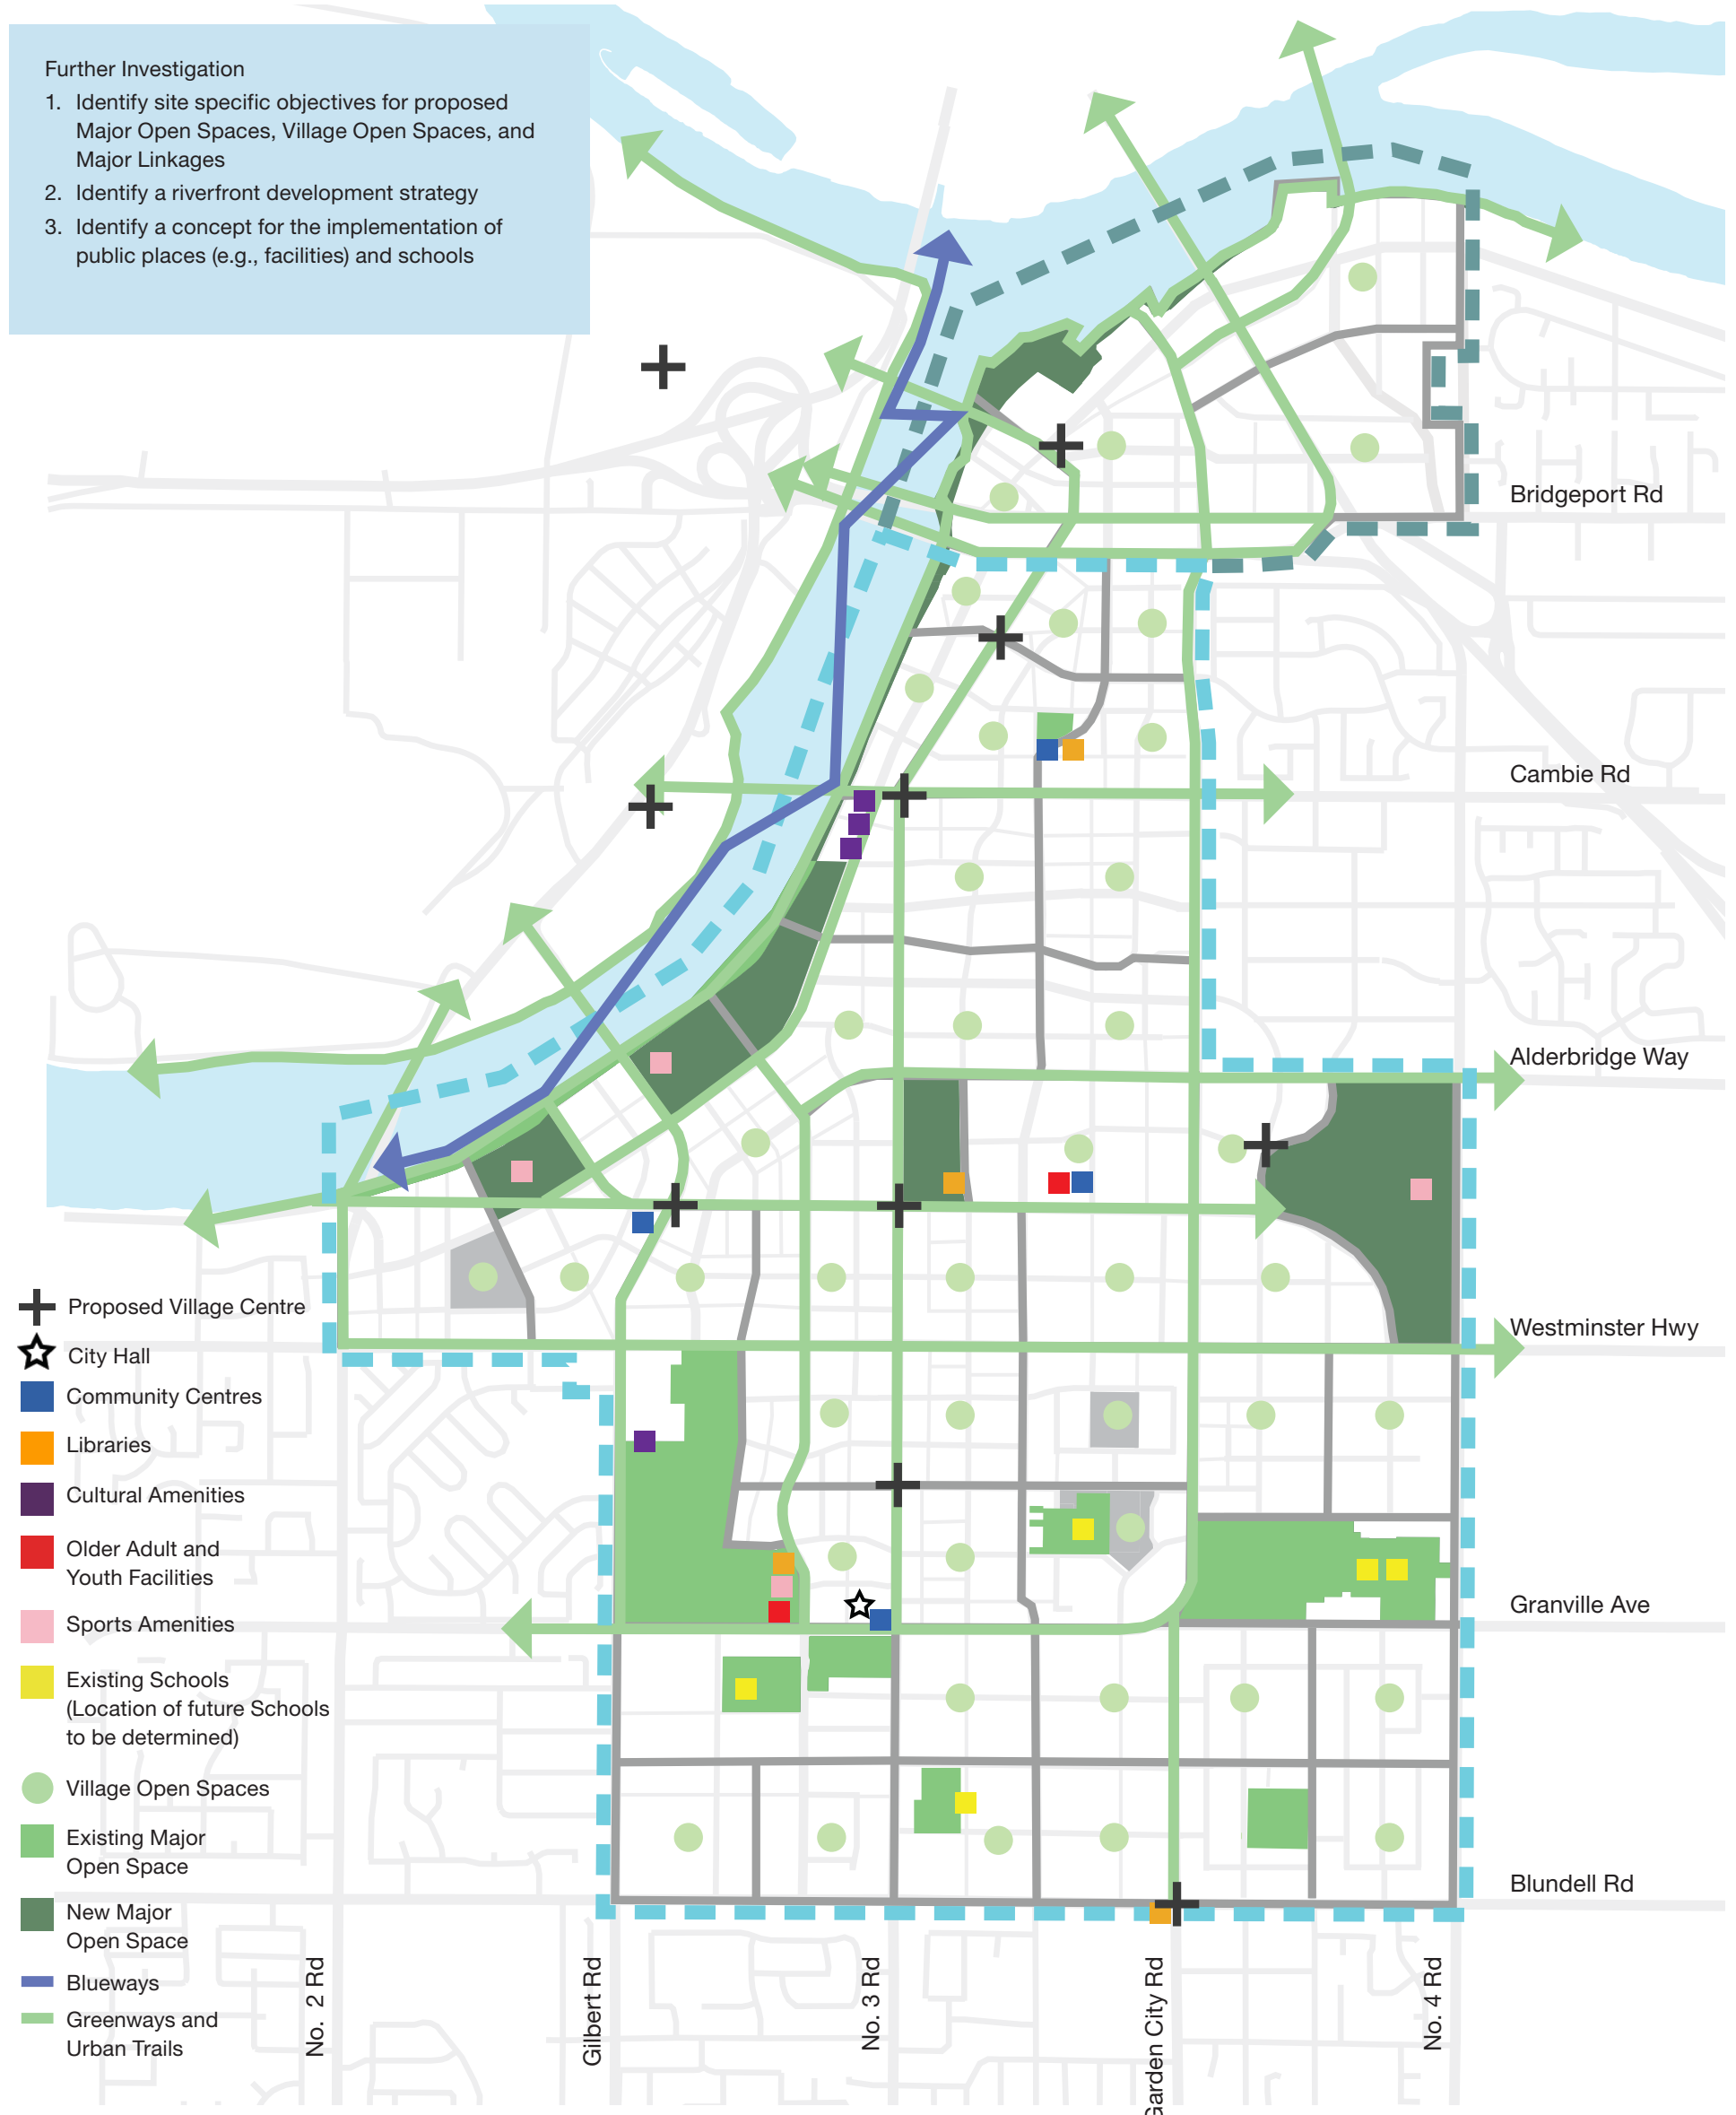 Further Investigation
1. Identify site specific objectives for proposed
Major Open Spaces, Village Open Spaces, and
Major Linkages
2. Identify a riverfront development strategy
3. Identify a concept for the implementation of
public places (e.g., facilities) and schools
Bridgeport Rd
Cambie Rd
Alderbridge Way
Westminster Hwy
Granville Ave
Blundell Rd
Proposed Village Centre
City Hall
Community Centres
Libraries
Cultural Amenities
Older Adult and
Youth Facilities
Sports Amenities
Existing Schools
(Location of future Schools
to be determined)
Village Open Spaces
Existing Major
Open Space
New Major
Open Space
Blueways
Greenways and
Urban Trails
No. 2 Rd
Gilbert Rd
No. 3 Rd
Garden City Rd
No. 4 Rd